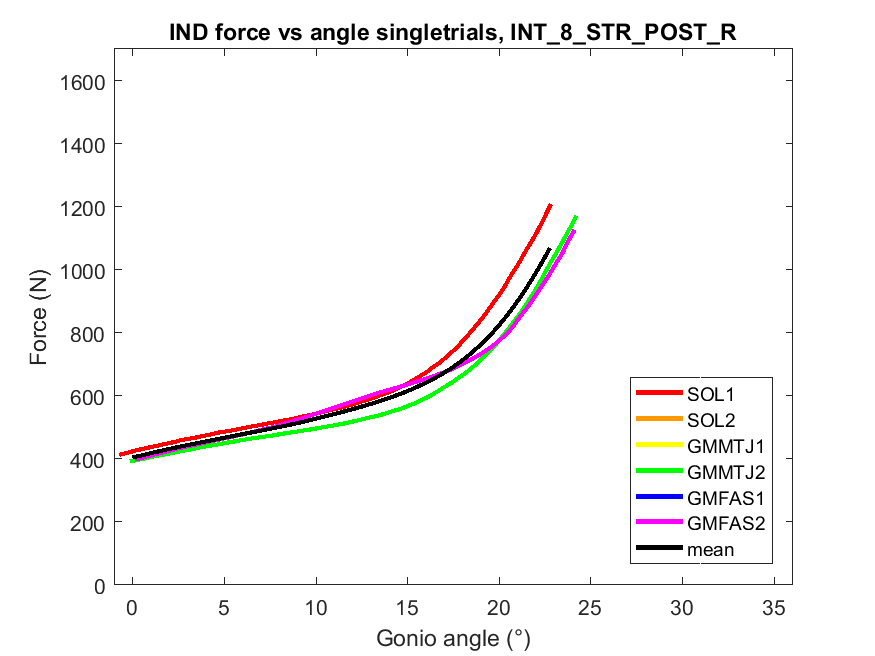 IND force vs angle singletrials, INT_8_STR_POST_R
1600
1400
1200
1000
800
600
400
200
0
Force (N)
0 5 10 15 20 25 30 35
Gonio angle (°)
SOL1
SOL2
GMMTJ1
GMMTJ2
GMFAS1
GMFAS2
mean